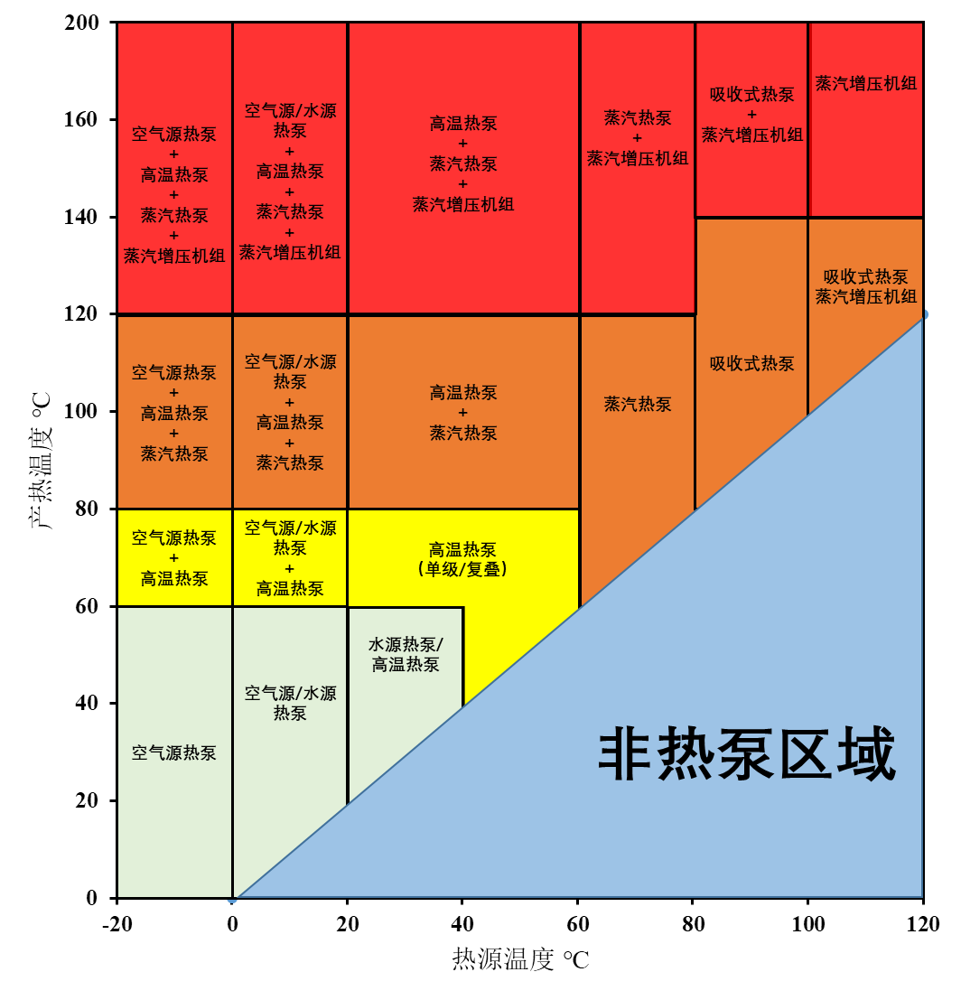 200
160
140
120
100
80
60
40
20
0
产热温度 ℃
空气源热泵
+
高温热泵
+
蒸汽热泵
+
蒸汽增压机组
空气源/水源
热泵
+
高温热泵
+
蒸汽热泵
+
蒸汽增压机组
高温热泵
+
蒸汽热泵
+
蒸汽增压机组
蒸汽热泵
+
蒸汽增压机组
吸收式热泵
+
蒸汽增压机组
蒸汽增压机组
空气源热泵
+
高温热泵
+
蒸汽热泵
空气源/水源
热泵
+
高温热泵
+
蒸汽热泵
高温热泵
+
蒸汽热泵
蒸汽热泵
吸收式热泵
吸收式热泵
蒸汽增压机组
空气源热泵
+
高温热泵
空气源/水源
热泵
+
高温热泵
高温热泵
(单级/复叠)
空气源热泵
空气源/水源
热泵
水源热泵/
高温热泵
非热泵区域
-20
0
20
40
60
80
100
120
热源温度 ℃